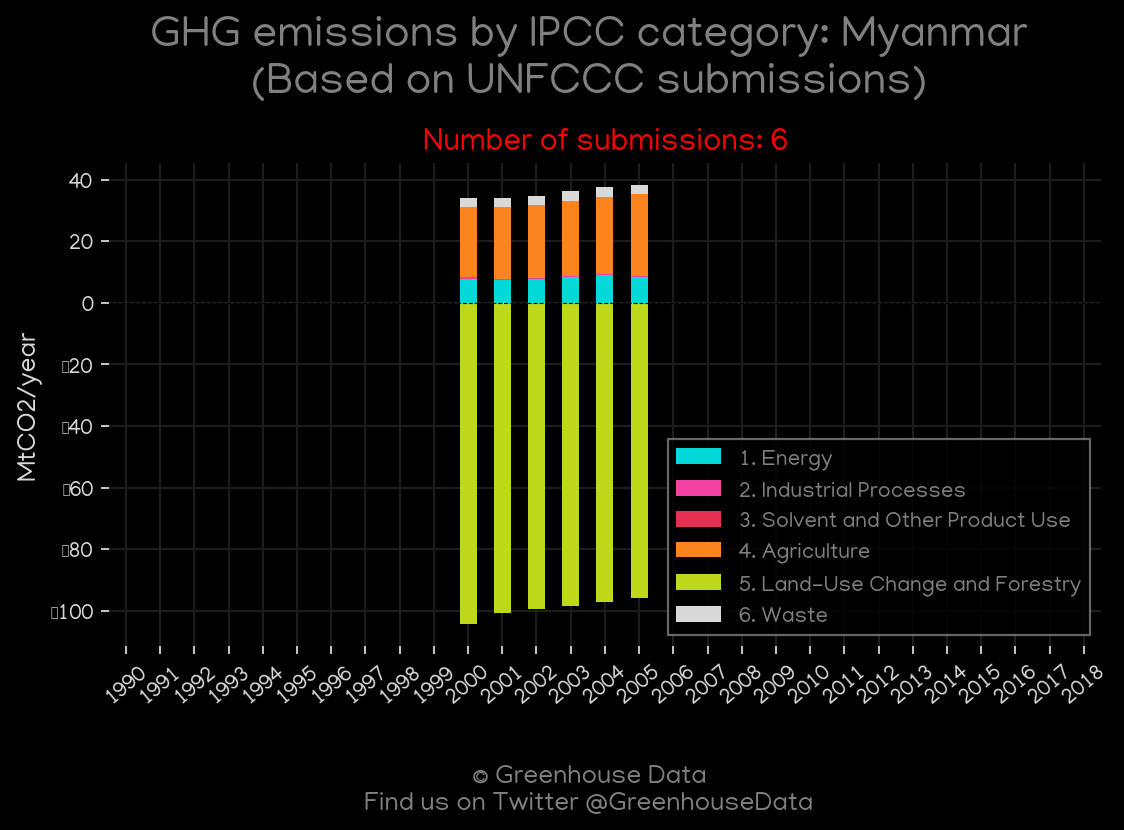 GHG emissions by IPCC category: Myanmar
(Based on UNFCCC submissions)
Number of submissions: 6
40
20
0
▯20
▯40
▯60
▯80
▯100
MtCO2/year
1. Energy
2. Industrial Processes
3. Solvent and Other Product Use
4. Agriculture
5. Land-Use Change and Forestry
6. Waste
1990 1991 1992 1993 1994 1995 1996 1997 1998 1999 2000 2001 2002 2003 2004 2005 2006 2007 2008 2009 2010 2011 2012 2013 2014 2015 2016 2017 2018
© Greenhouse Data
Find us on Twitter @GreenhouseData